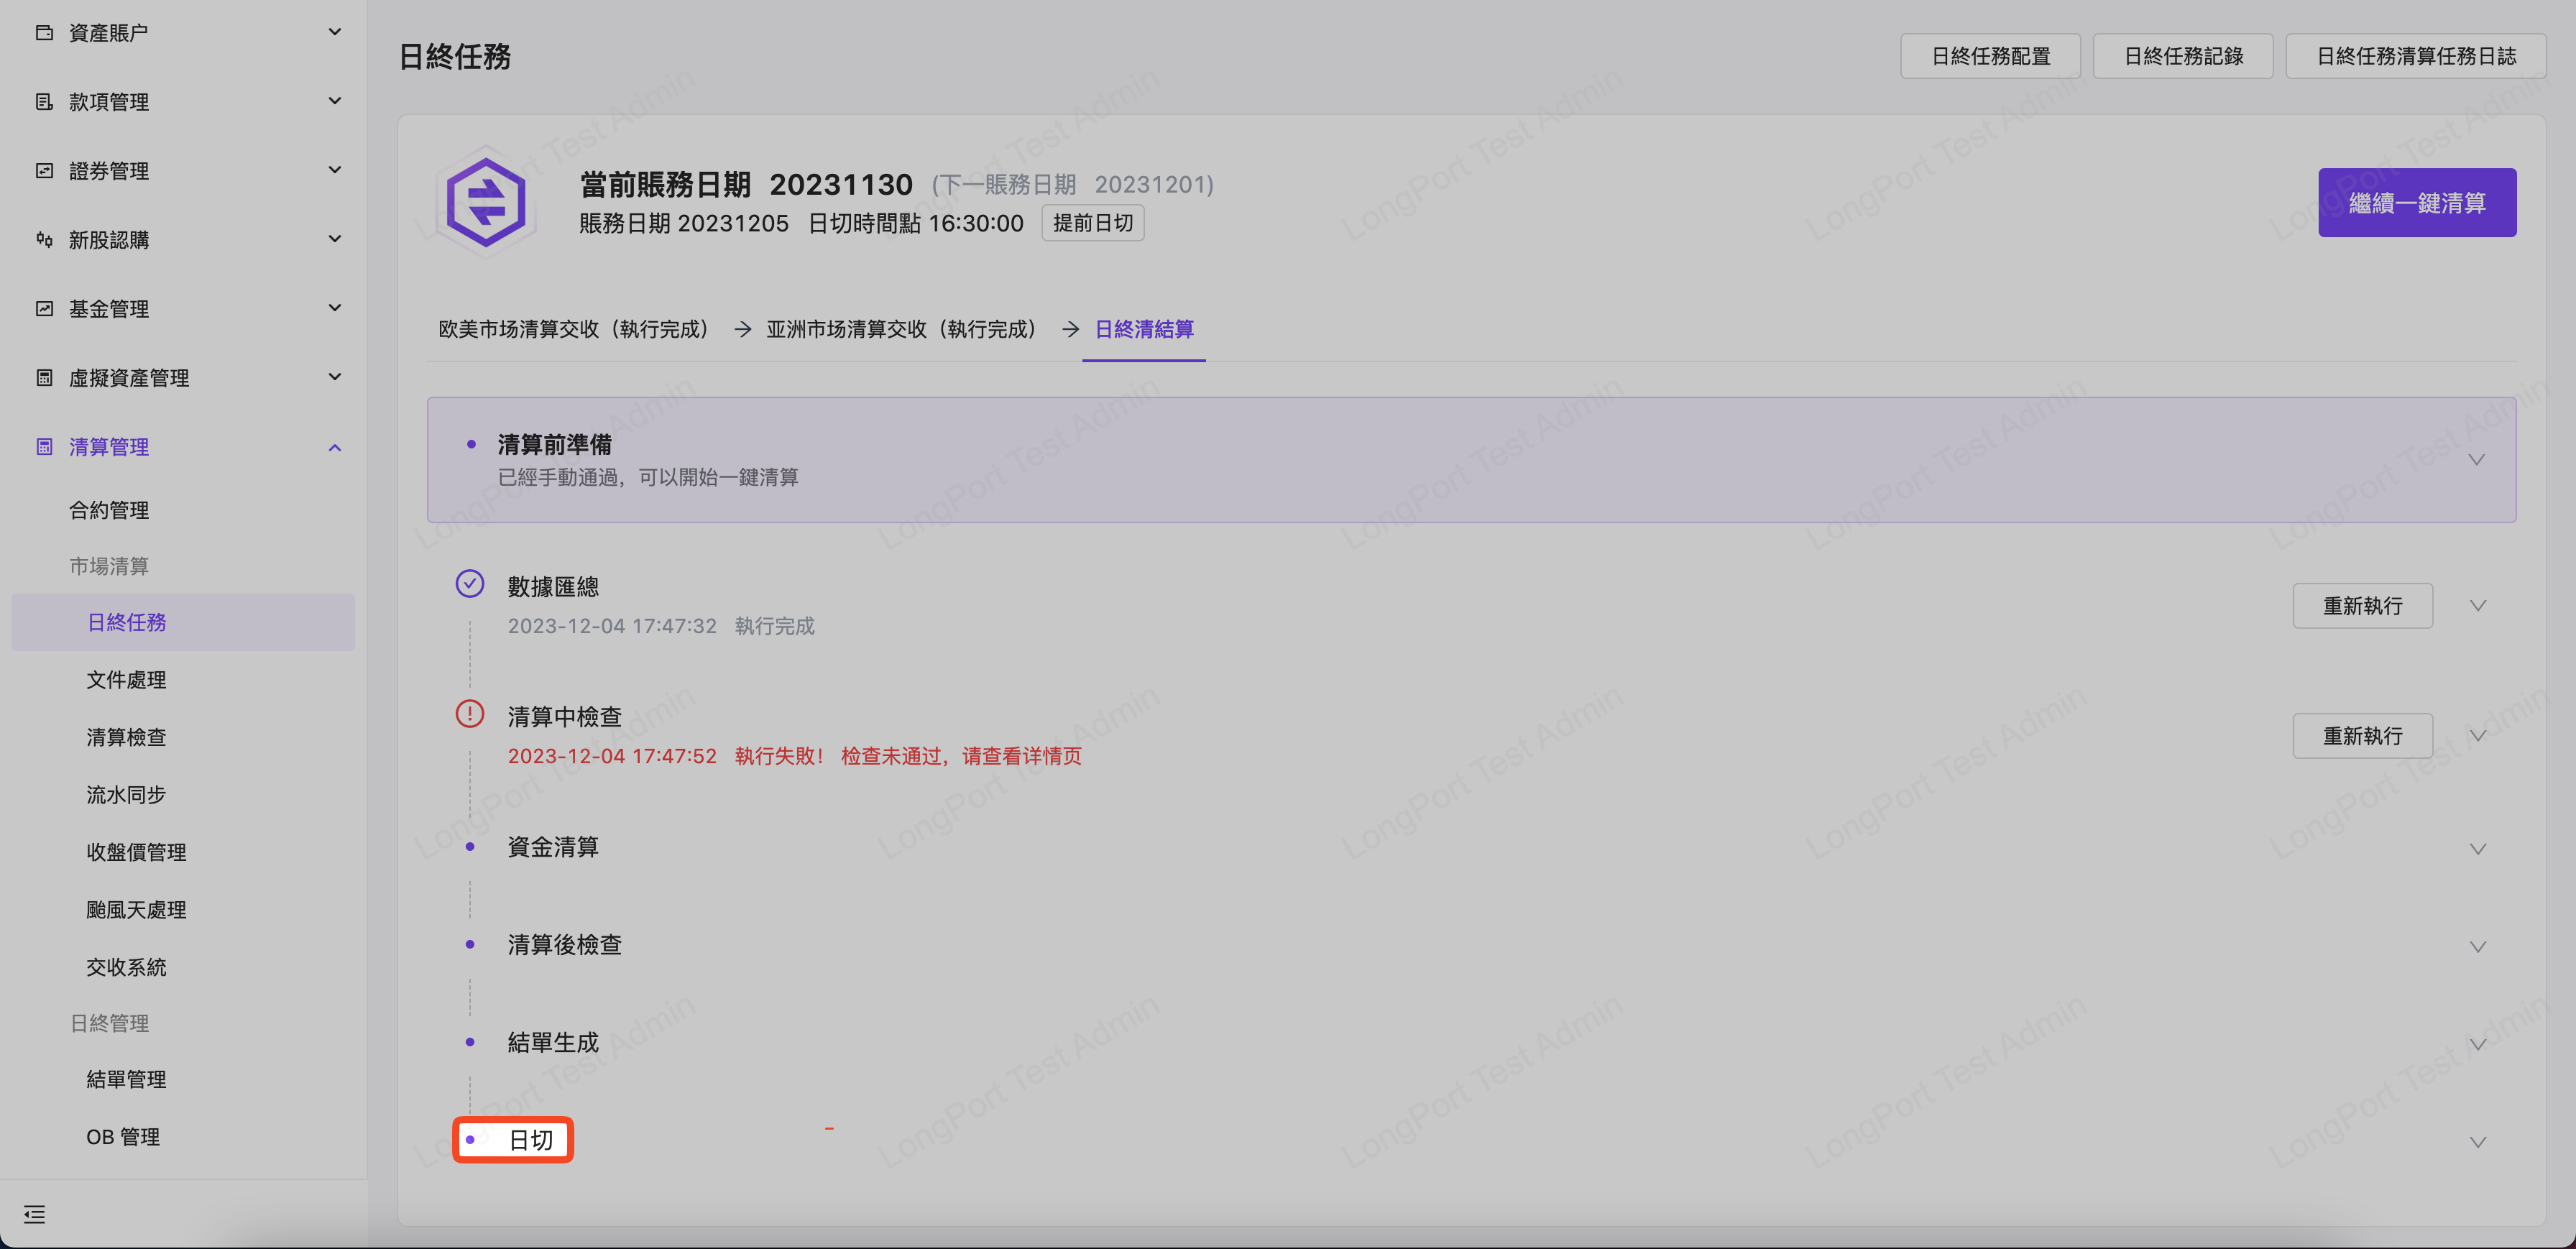 資產賬户
款項管理
證券管理
新股認購
基金管理
虛擬資產管理
清算管理
合約管理
市場清算
日終任務
文件處理
清算檢查
流水同步
收盤價管理
颱風天處理
交收系統
日終管理
結單管理
OB 管理
日終任務
日終任務配置
日終任務記錄
日終任務清算任務日誌
當前賬務日期 20231130 (下一賬務日期 20231201)
賬務日期 20231205 日切時間點 16:30:00 提前日切
繼續一鍵清算
欧美市场清算交收（執行完成） → 亚洲市场清算交收（執行完成） → 日終清結算
清算前準備
已經手動通過，可以開始一鍵清算
數據匯總
2023-12-04 17:47:32 執行完成
重新執行
清算中檢查
2023-12-04 17:47:52 執行失敗！ 检查未通过，请查看详情页
重新執行
資金清算
清算後檢查
結單生成
日切
LongPort Test Admin